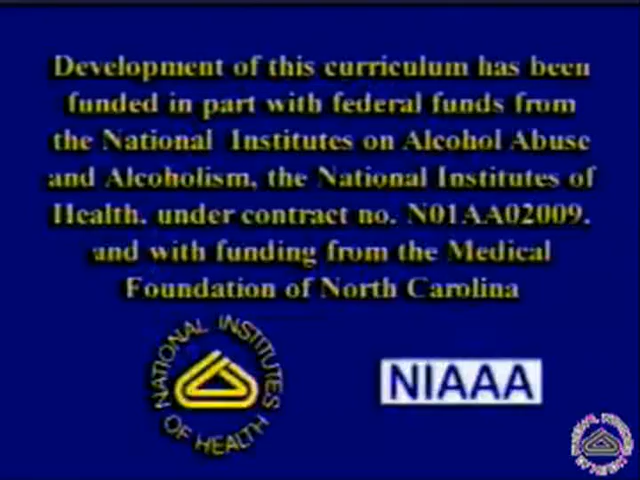 Development of this curriculum has been
funded in part with federal funds from
the National Institutes on Alcohol Abuse
and Alcoholism, the National Institutes of
Health, under contract no. N01AA02009,
and with funding from the Medical
Foundation of North Carolina
NATIONAL INSTITUTES
OF HEALTH
NIAAA